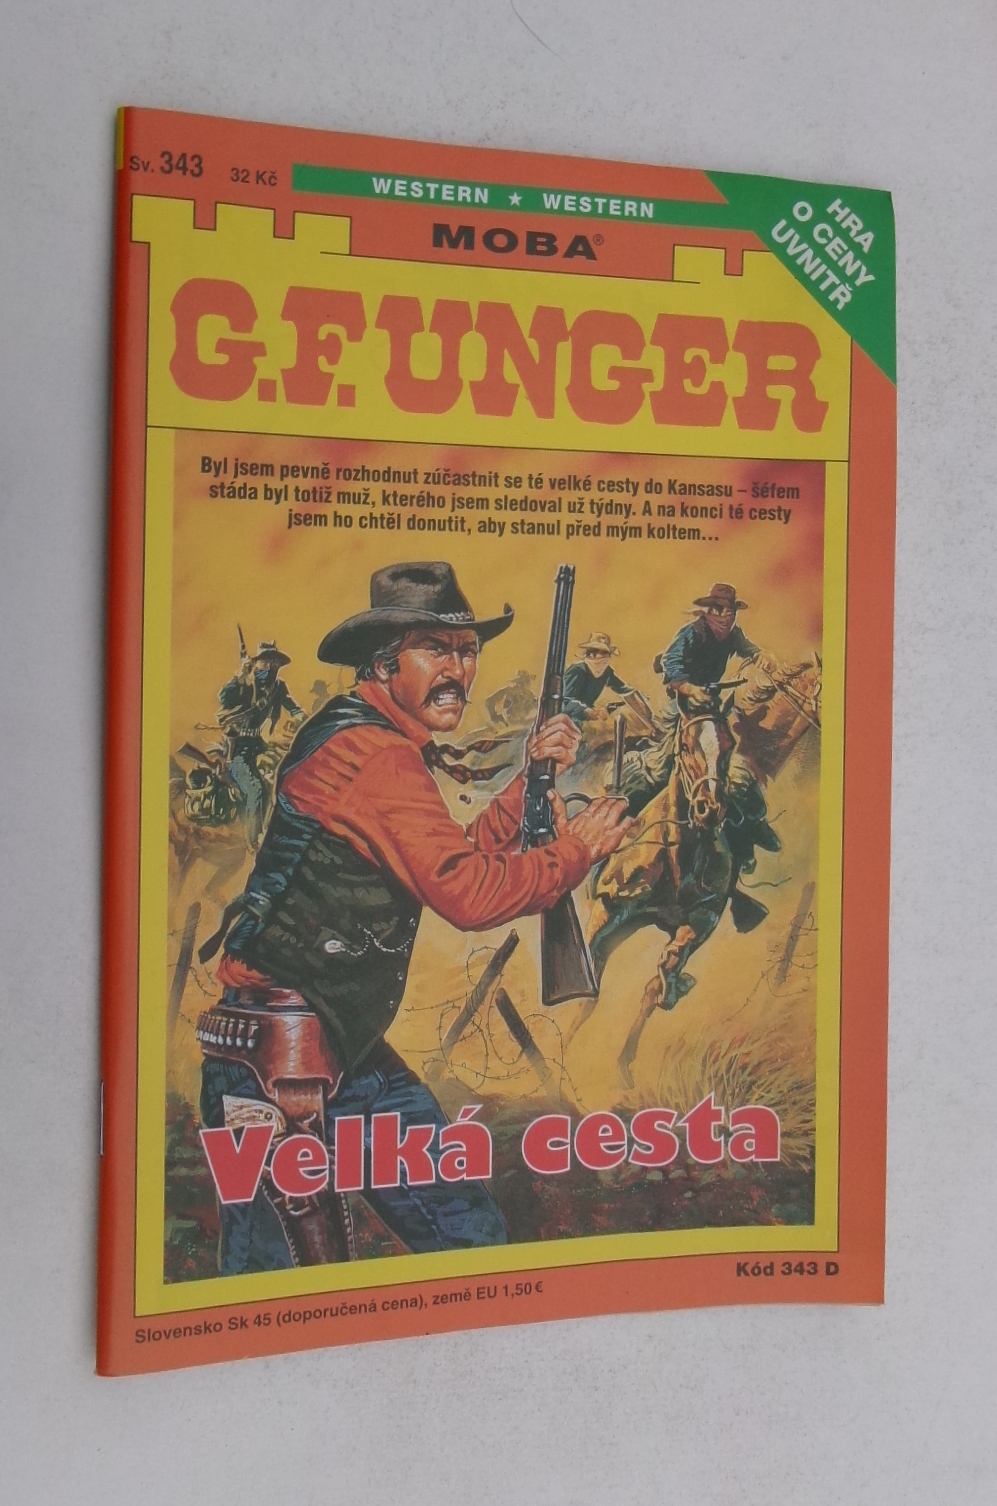 Sv. 343 32 Kč
WESTERN ★ WESTERN
HRA
O CENY
UVNITŘ
MOBA®
G.F. UNGER
Byl jsem pevně rozhodnut zúčastnit se té velké cesty do Kansasu – šéfem
stáda byl totiž muž, kterého jsem sledoval už týdny. A na konci té cesty
jsem ho chtěl donutit, aby stanul před mým koltem...
Velká cesta
Kód 343 D
Slovensko Sk 45 (doporučená cena), země EU 1,50 €